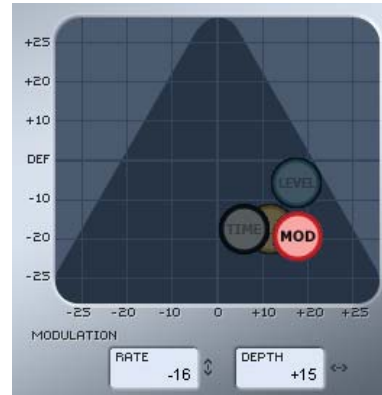 +25
+20
+10
DEF
LEVEL
-10
TIME
MOD
-20
-25
-25 -20 -10 0 +10 +20 +25
MODULATION
RATE DEPTH
-16 +15